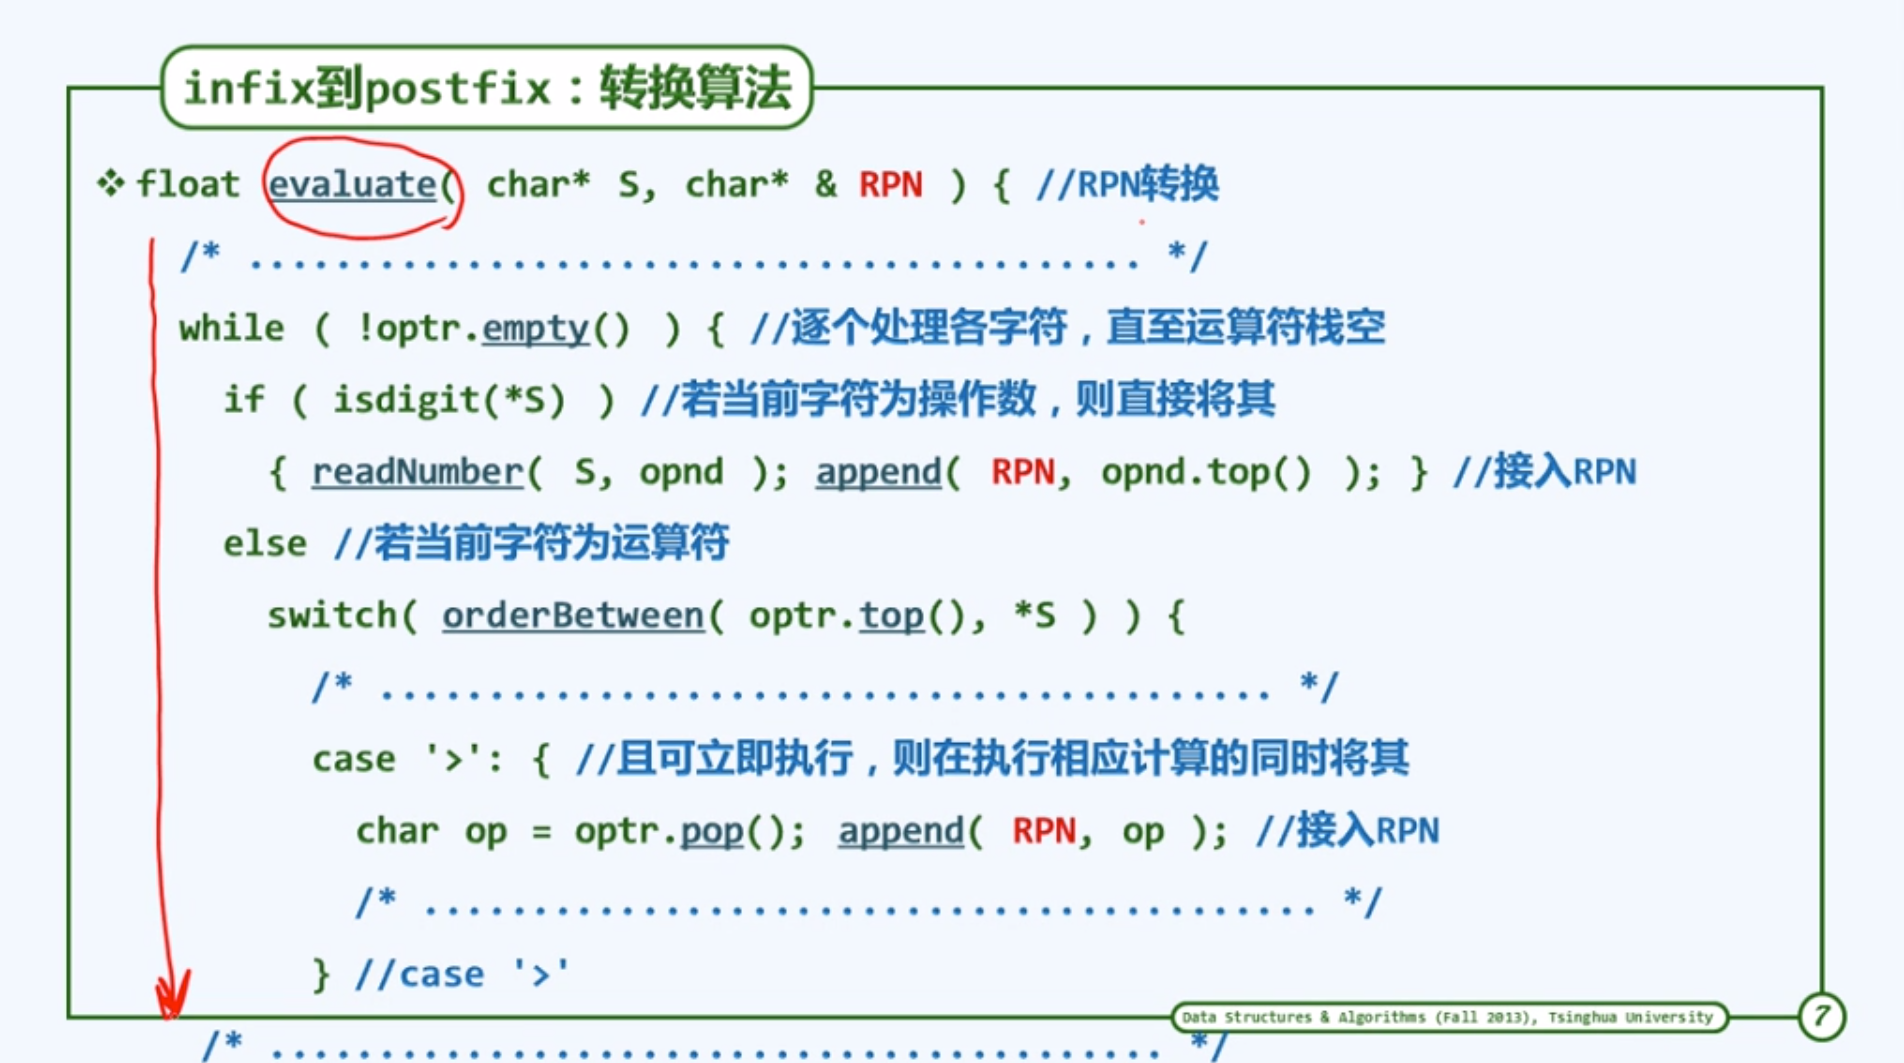 infix到postfix：转换算法
❖ float evaluate( char* S, char* & RPN ) { //RPN转换
/* ......................................... */
while ( !optr.empty() ) { //逐个处理各字符，直至运算符栈空
if ( isdigit(*S) ) //若当前字符为操作数，则直接将其
{ readNumber( S, opnd ); append( RPN, opnd.top() ); } //接入RPN
else //若当前字符为运算符
switch( orderBetween( optr.top(), *S ) ) {
/* ......................................... */
case '>': { //且可立即执行，则在执行相应计算的同时将其
char op = optr.pop(); append( RPN, op ); //接入RPN
/* ......................................... */
} //case '>'
Data Structures & Algorithms (Fall 2013), Tsinghua University
7
/* ......................................... */